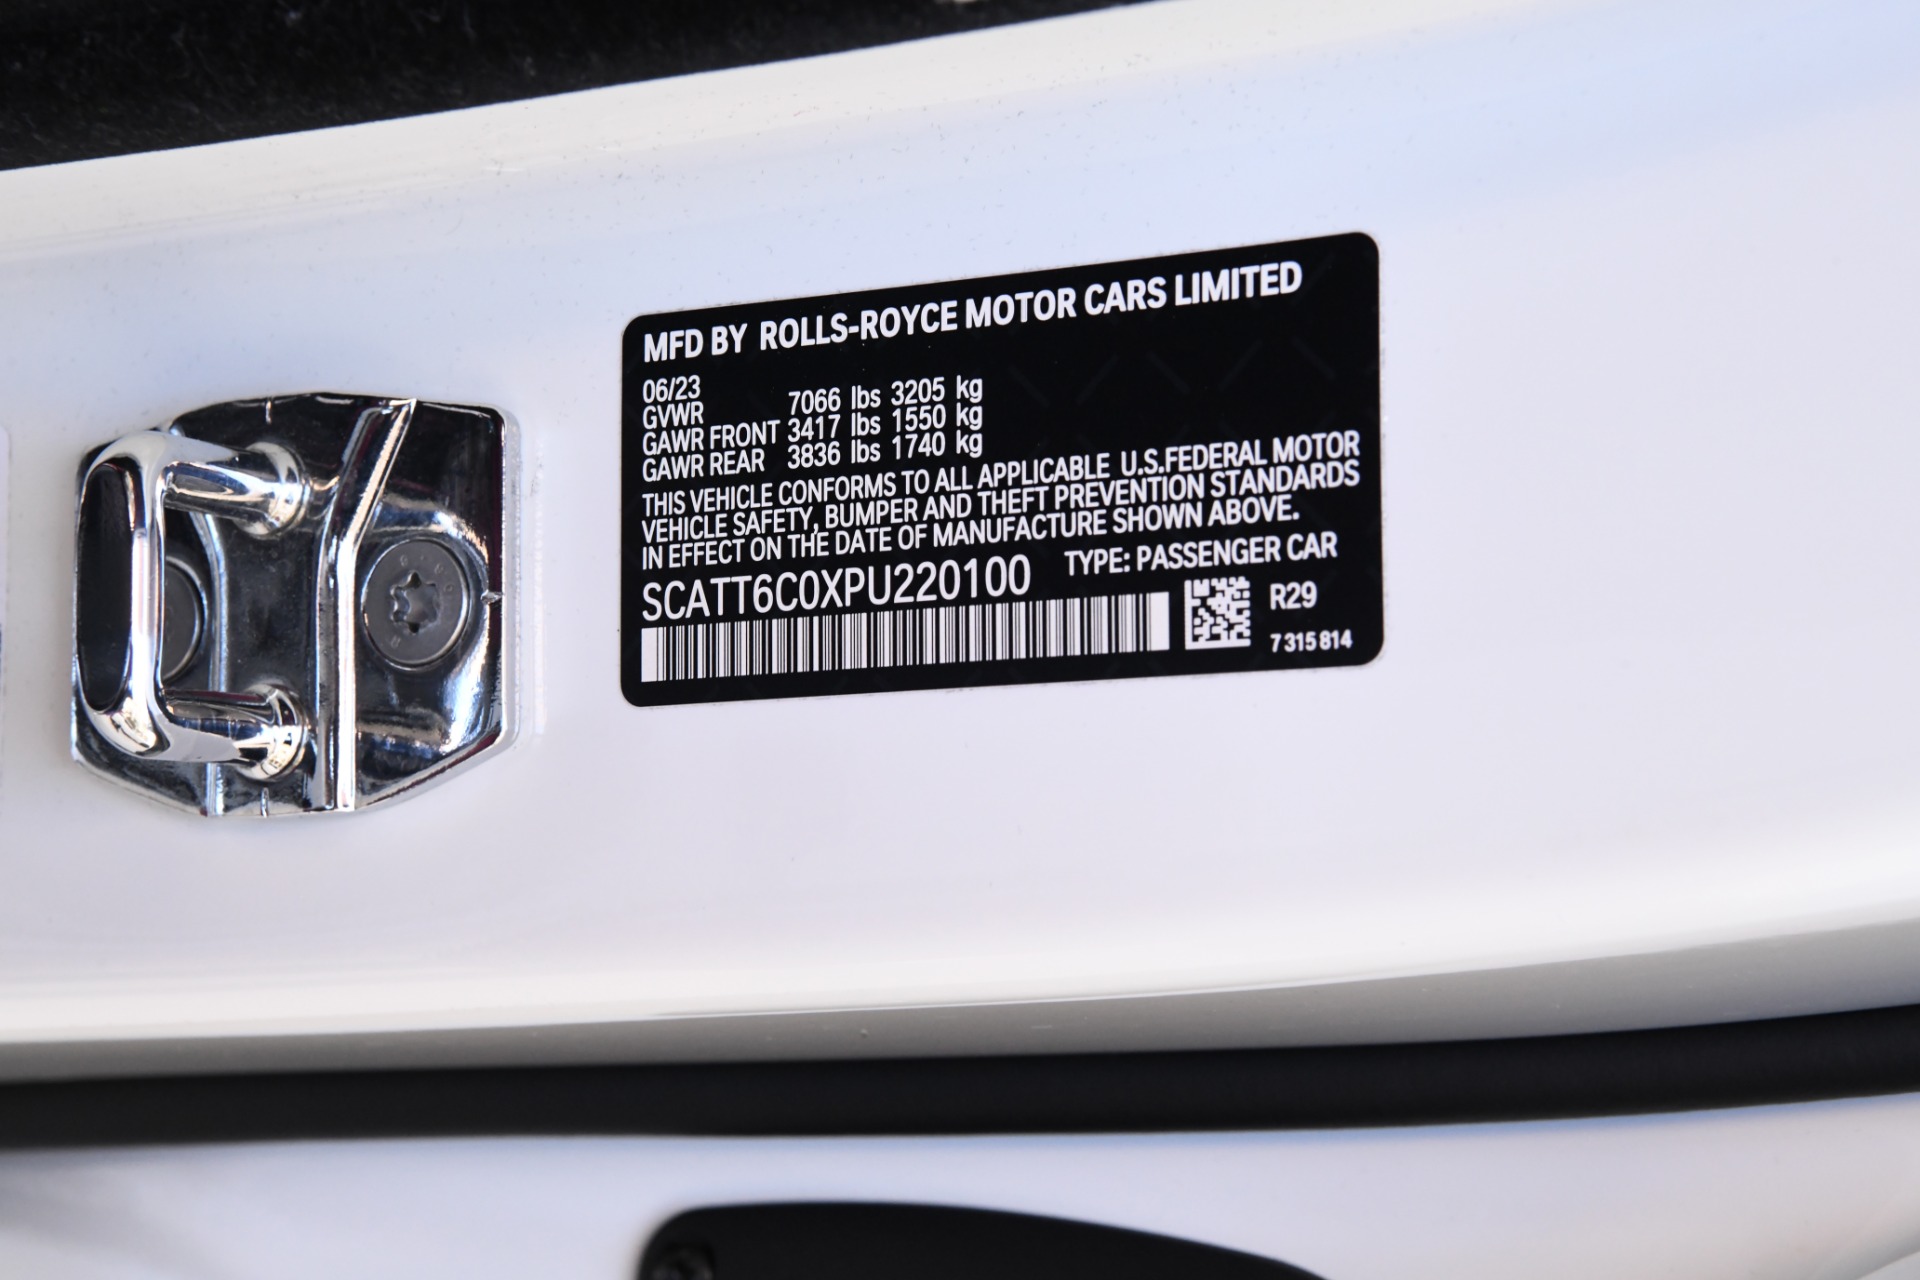 MFD BY ROLLS-ROYCE MOTOR CARS LIMITED
06/23
GVWR 7066 lbs 3205 kg
GAWR FRONT 3417 lbs 1550 kg
GAWR REAR 3836 lbs 1740 kg
THIS VEHICLE CONFORMS TO ALL APPLICABLE U.S.FEDERAL MOTOR
VEHICLE SAFETY, BUMPER AND THEFT PREVENTION STANDARDS
IN EFFECT ON THE DATE OF MANUFACTURE SHOWN ABOVE.
SCATT6C0XPU220100 TYPE: PASSENGER CAR
R29
7 315 814